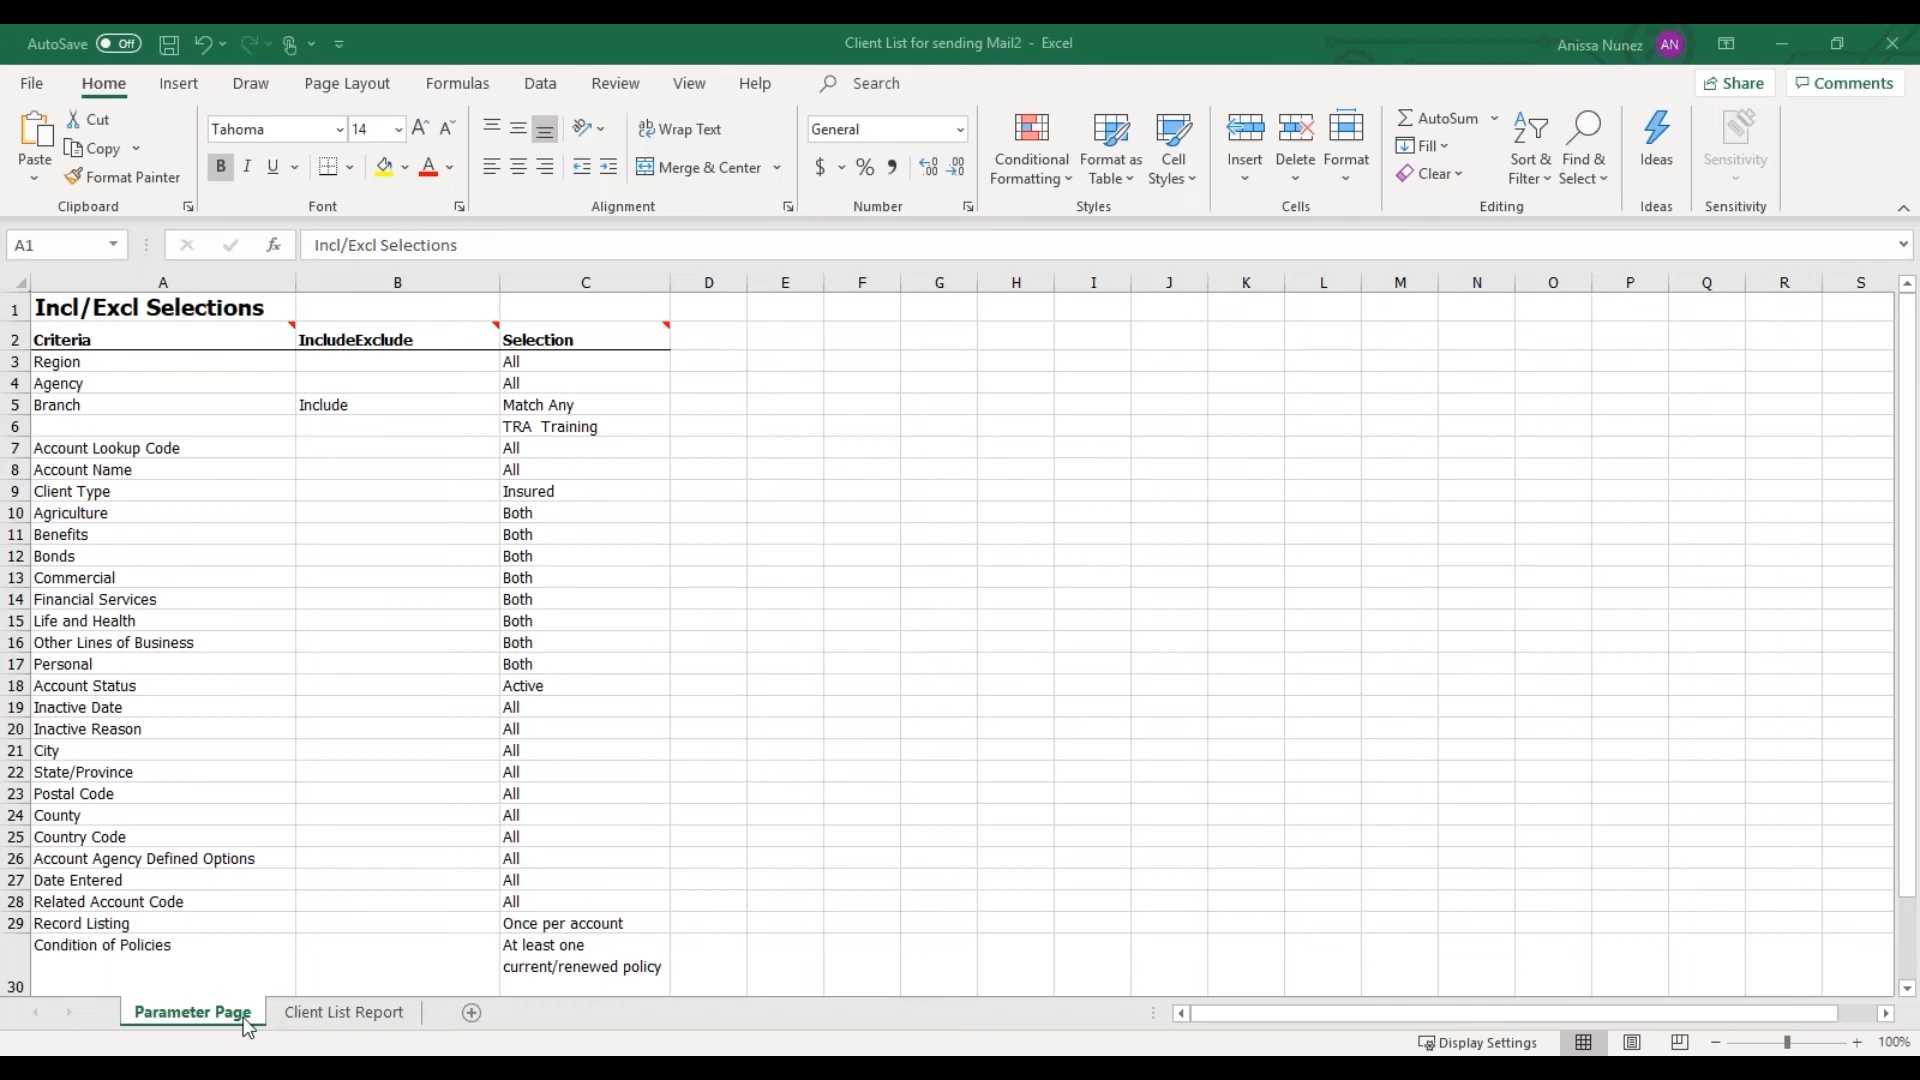 AutoSave Off Client List for sending Mail2 - Excel Anissa Nunez AN
File Home Insert Draw Page Layout Formulas Data Review View Help Search Share Comments
Paste Cut Copy Format Painter Clipboard
Tahoma 14 A A B I U A Font
ab Wrap Text Merge & Center Alignment
General $ % , .00 .00 Number
Conditional Formatting Format as Table Cell Styles Styles
Insert Delete Format Cells
AutoSum Fill Clear Sort & Filter Find & Select Editing
Ideas Ideas
Sensitivity Sensitivity
A1 fx Incl/Excl Selections
A B C D E F G H I J K L M N O P Q R S
1 Incl/Excl Selections
2 Criteria IncludeExclude Selection
3 Region All
4 Agency All
5 Branch Include Match Any
6 TRA Training
7 Account Lookup Code All
8 Account Name All
9 Client Type Insured
10 Agriculture Both
11 Benefits Both
12 Bonds Both
13 Commercial Both
14 Financial Services Both
15 Life and Health Both
16 Other Lines of Business Both
17 Personal Both
18 Account Status Active
19 Inactive Date All
20 Inactive Reason All
21 City All
22 State/Province All
23 Postal Code All
24 County All
25 Country Code All
26 Account Agency Defined Options All
27 Date Entered All
28 Related Account Code All
29 Record Listing Once per account
Condition of Policies At least one
current/renewed policy
30
Parameter Page Client List Report
Display Settings 100%